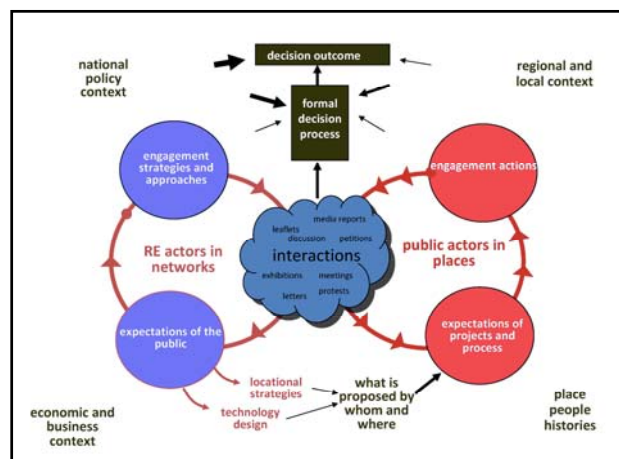 national
policy
context
decision outcome
regional and
local context
formal
decision
process
engagement
strategies and
approaches
engagement actions
media reports
leaflets
discussion petitions
interactions
exhibitions meetings
protests
letters
RE actors in
networks
public actors in
places
expectations of the
public
expectations of
projects and
process
locational
strategies
technology
design
what is
proposed by
whom and
where
economic and
business
context
place
people
histories